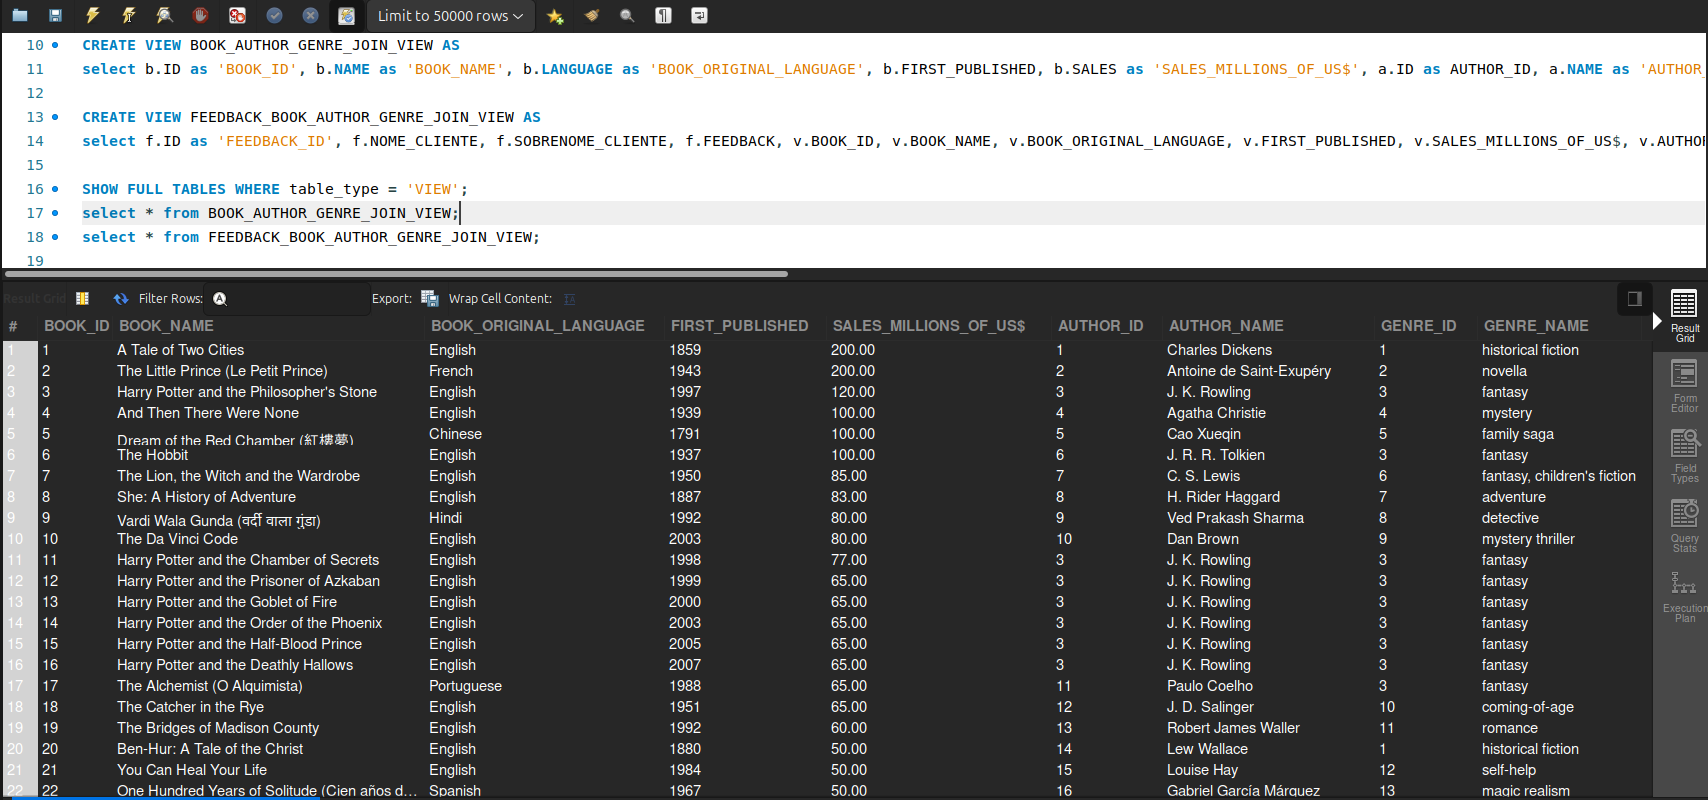 Limit to 50000 rows
10 CREATE VIEW BOOK_AUTHOR_GENRE_JOIN_VIEW AS
11 select b.ID as 'BOOK_ID', b.NAME as 'BOOK_NAME', b.LANGUAGE as 'BOOK_ORIGINAL_LANGUAGE', b.FIRST_PUBLISHED, b.SALES as 'SALES_MILLIONS_OF_US$', a.ID as AUTHOR_ID, a.NAME as 'AUTHOR_
12
13 CREATE VIEW FEEDBACK_BOOK_AUTHOR_GENRE_JOIN_VIEW AS
14 select f.ID as 'FEEDBACK_ID', f.NOME_CLIENTE, f.SOBRENOME_CLIENTE, f.FEEDBACK, v.BOOK_ID, v.BOOK_NAME, v.BOOK_ORIGINAL_LANGUAGE, v.FIRST_PUBLISHED, v.SALES_MILLIONS_OF_US$, v.AUTHO
15
16 SHOW FULL TABLES WHERE table_type = 'VIEW';
17 select * from BOOK_AUTHOR_GENRE_JOIN_VIEW;
18 select * from FEEDBACK_BOOK_AUTHOR_GENRE_JOIN_VIEW;
19
Result Grid Filter Rows: Export: Wrap Cell Content:
# BOOK_ID BOOK_NAME BOOK_ORIGINAL_LANGUAGE FIRST_PUBLISHED SALES_MILLIONS_OF_US$ AUTHOR_ID AUTHOR_NAME GENRE_ID GENRE_NAME
1 1 A Tale of Two Cities English 1859 200.00 1 Charles Dickens 1 historical fiction
2 2 The Little Prince (Le Petit Prince) French 1943 200.00 2 Antoine de Saint-Exupéry 2 novella
3 3 Harry Potter and the Philosopher's Stone English 1997 120.00 3 J. K. Rowling 3 fantasy
4 4 And Then There Were None English 1939 100.00 4 Agatha Christie 4 mystery
5 5 Dream of the Red Chamber (紅樓夢) Chinese 1791 100.00 5 Cao Xueqin 5 family saga
6 6 The Hobbit English 1937 100.00 6 J. R. R. Tolkien 3 fantasy
7 7 The Lion, the Witch and the Wardrobe English 1950 85.00 7 C. S. Lewis 6 fantasy, children's fiction
8 8 She: A History of Adventure English 1887 83.00 8 H. Rider Haggard 7 adventure
9 9 Vardi Wala Gunda (वर्दी वाला गुंडा) Hindi 1992 80.00 9 Ved Prakash Sharma 8 detective
10 10 The Da Vinci Code English 2003 80.00 10 Dan Brown 9 mystery thriller
11 11 Harry Potter and the Chamber of Secrets English 1998 77.00 3 J. K. Rowling 3 fantasy
12 12 Harry Potter and the Prisoner of Azkaban English 1999 65.00 3 J. K. Rowling 3 fantasy
13 13 Harry Potter and the Goblet of Fire English 2000 65.00 3 J. K. Rowling 3 fantasy
14 14 Harry Potter and the Order of the Phoenix English 2003 65.00 3 J. K. Rowling 3 fantasy
15 15 Harry Potter and the Half-Blood Prince English 2005 65.00 3 J. K. Rowling 3 fantasy
16 16 Harry Potter and the Deathly Hallows English 2007 65.00 3 J. K. Rowling 3 fantasy
17 17 The Alchemist (O Alquimista) Portuguese 1988 65.00 11 Paulo Coelho 3 fantasy
18 18 The Catcher in the Rye English 1951 65.00 12 J. D. Salinger 10 coming-of-age
19 19 The Bridges of Madison County English 1992 60.00 13 Robert James Waller 11 romance
20 20 Ben-Hur: A Tale of the Christ English 1880 50.00 14 Lew Wallace 1 historical fiction
21 21 You Can Heal Your Life English 1984 50.00 15 Louise Hay 12 self-help
22 22 One Hundred Years of Solitude (Cien años d... Spanish 1967 50.00 16 Gabriel García Márquez 13 magic realism
Result
Grid
Form
Editor
Field
Types
Query
Stats
Execution
Plan